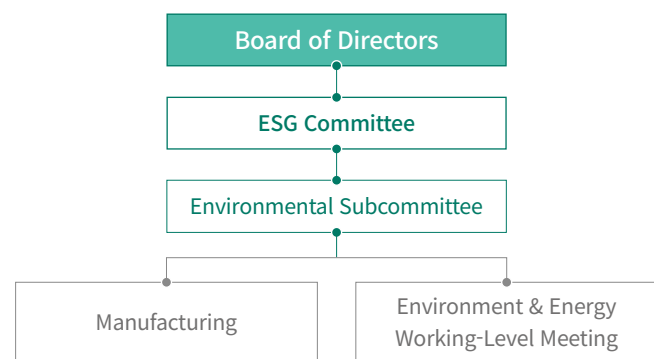 Board of Directors
ESG Committee
Environmental Subcommittee
Manufacturing
Environment & Energy
Working-Level Meeting